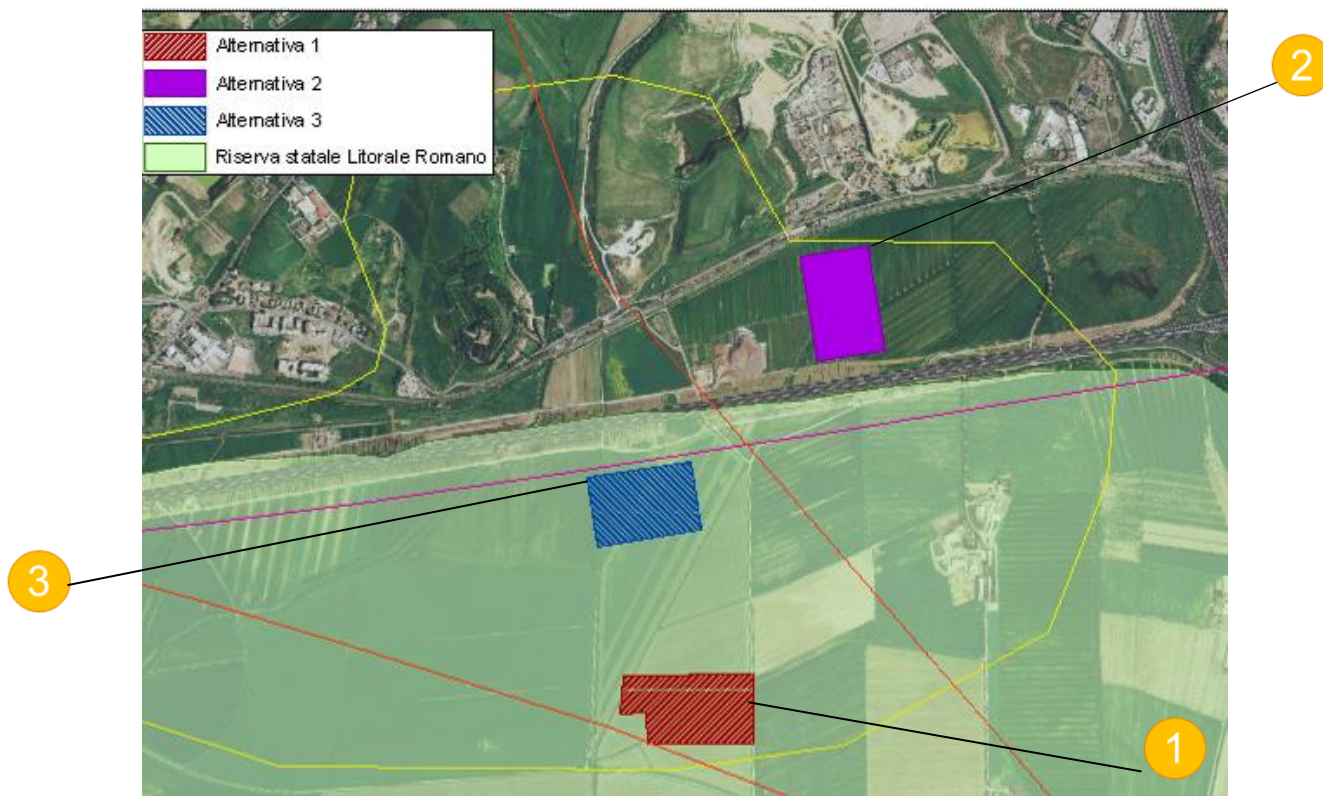 Alternativa 1
Alternativa 2
Alternativa 3
Riserva statale Litorale Romano
2
3
1